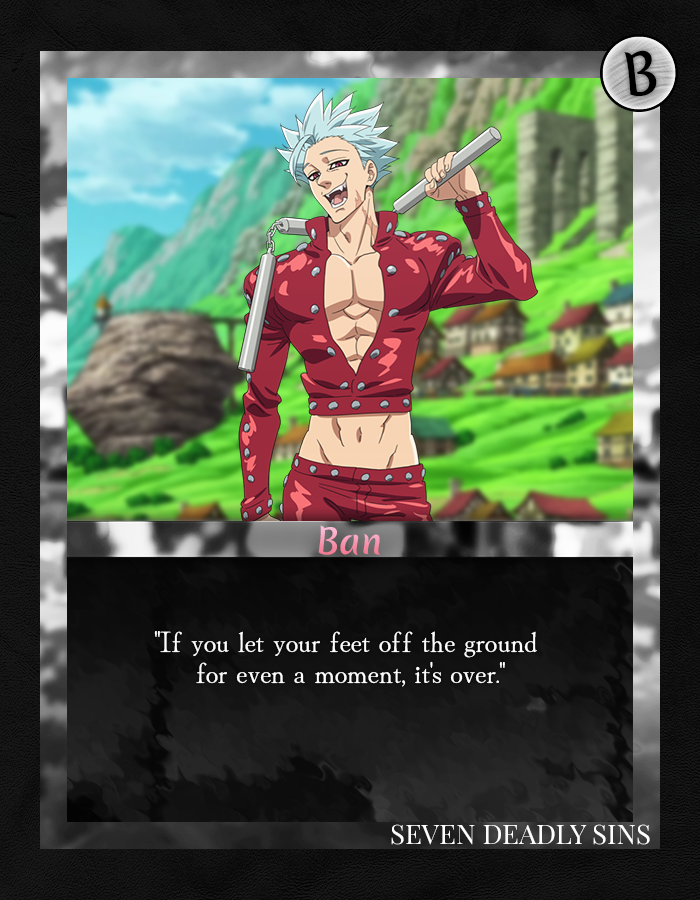 B
Ban
"If you let your feet off the ground
for even a moment, it's over."
SEVEN DEADLY SINS